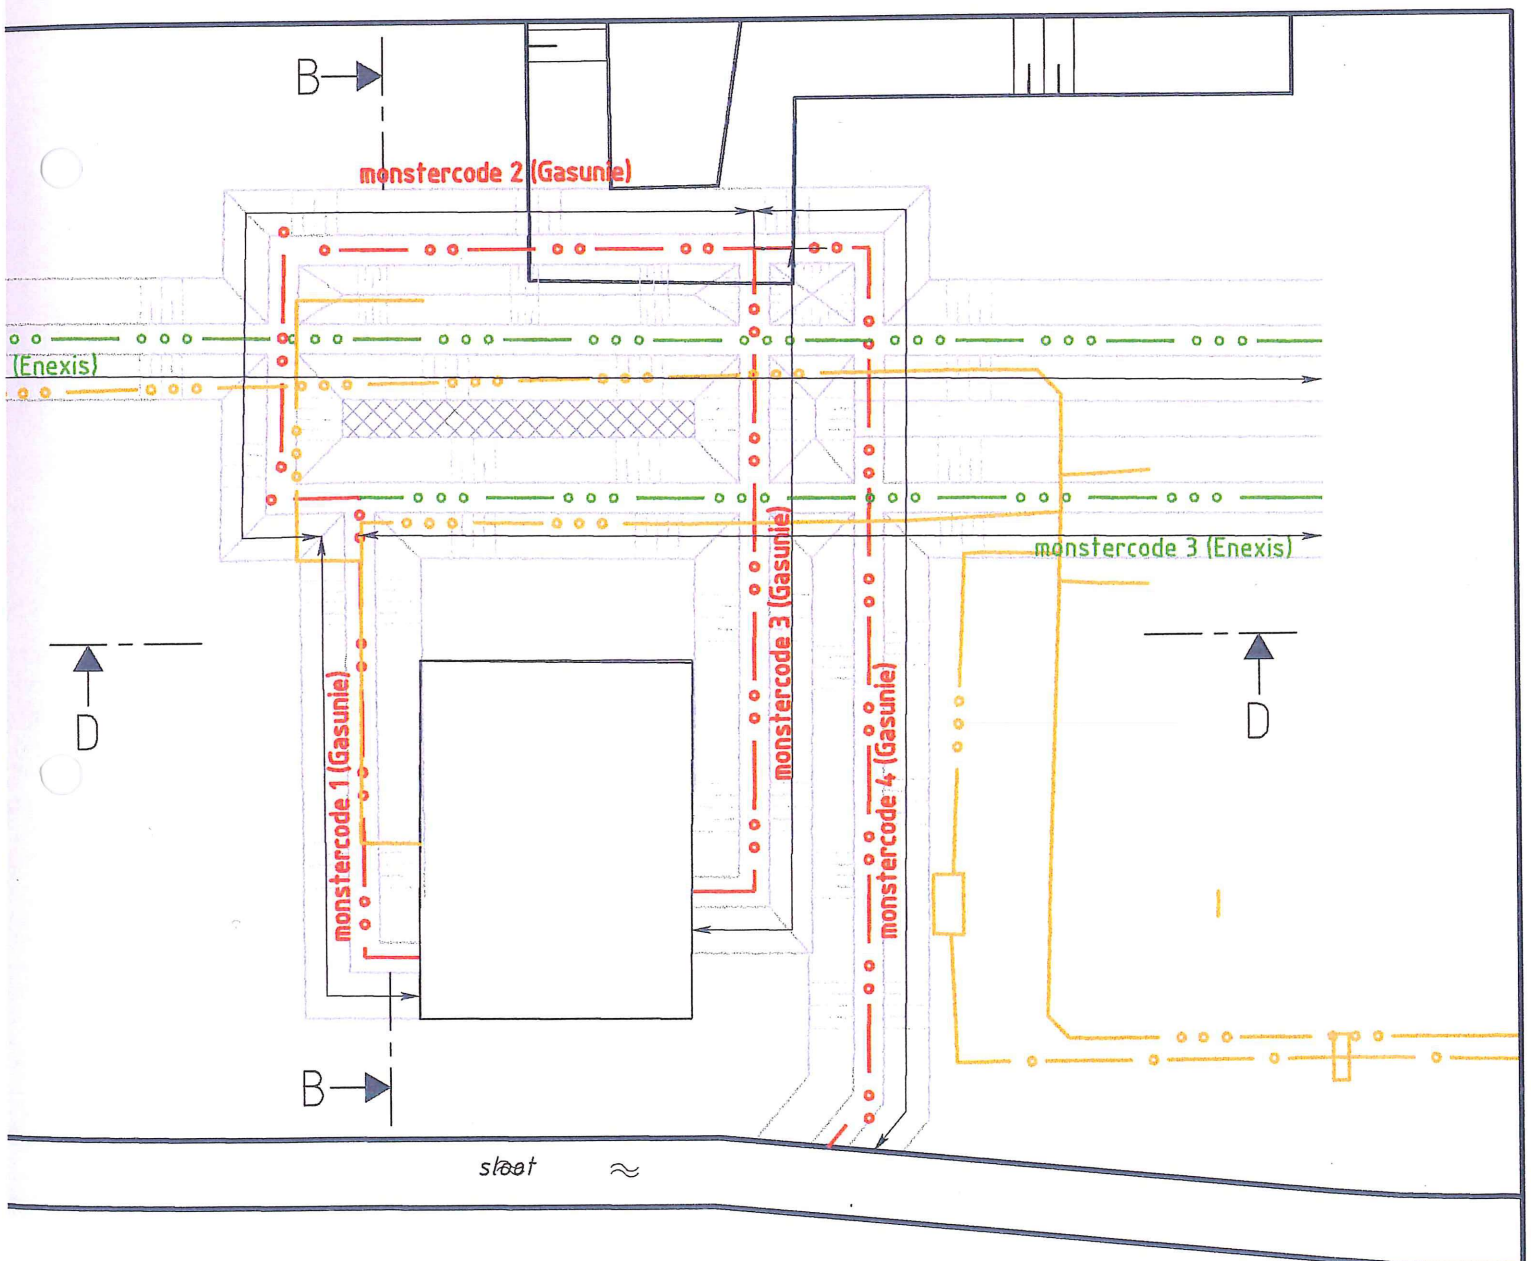 B
monstercode 2 (Gasunie)
(Enexis)
monstercode 3 (Enexis)
monstercode 1 (Gasunie)
monstercode 3 (Gasunie)
monstercode 4 (Gasunie)
D
D
B
sloot